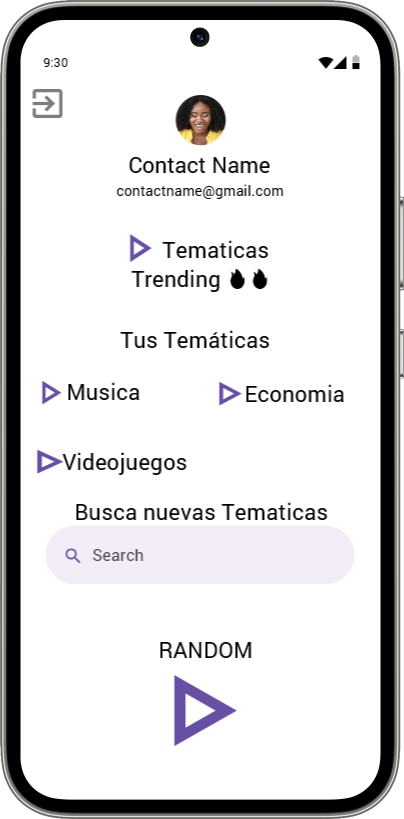 9:30
Contact Name
contactname@gmail.com
Tematicas
Trending
Tus Temáticas
Musica
Economia
Videojuegos
Busca nuevas Tematicas
Search
RANDOM